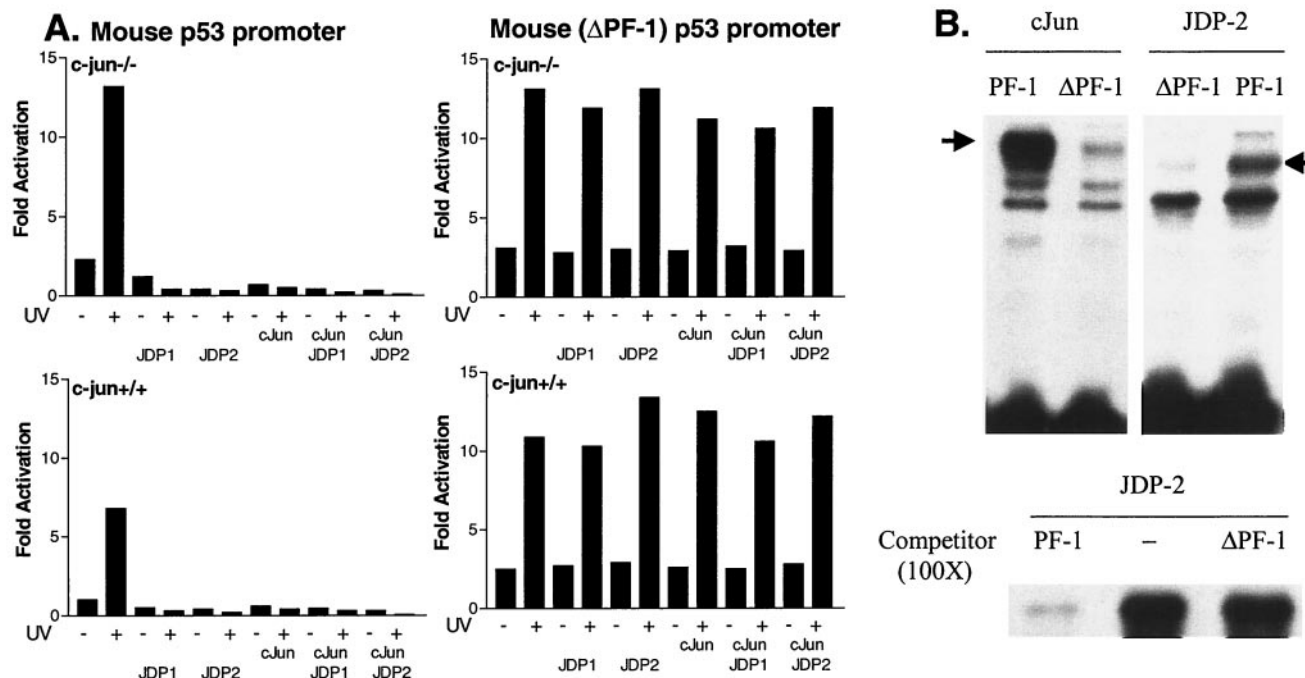 A. Mouse p53 promoter
c-jun-/-
Fold Activation
15
10
5
0
UV - + - + - + - + - + - +
JDP1 JDP2 cJun cJun JDP1 cJun JDP2
Mouse (ΔPF-1) p53 promoter
c-jun-/-
Fold Activation
15
10
5
0
UV - + - + - + - + - + - +
JDP1 JDP2 cJun cJun JDP1 cJun JDP2
c-jun+/+
Fold Activation
15
10
5
0
UV - + - + - + - + - + - +
JDP1 JDP2 cJun cJun JDP1 cJun JDP2
c-jun+/+
Fold Activation
15
10
5
0
UV - + - + - + - + - + - +
JDP1 JDP2 cJun cJun JDP1 cJun JDP2
B.
cJun JDP-2
PF-1 ΔPF-1 ΔPF-1 PF-1
JDP-2
Competitor PF-1 – ΔPF-1
(100X)